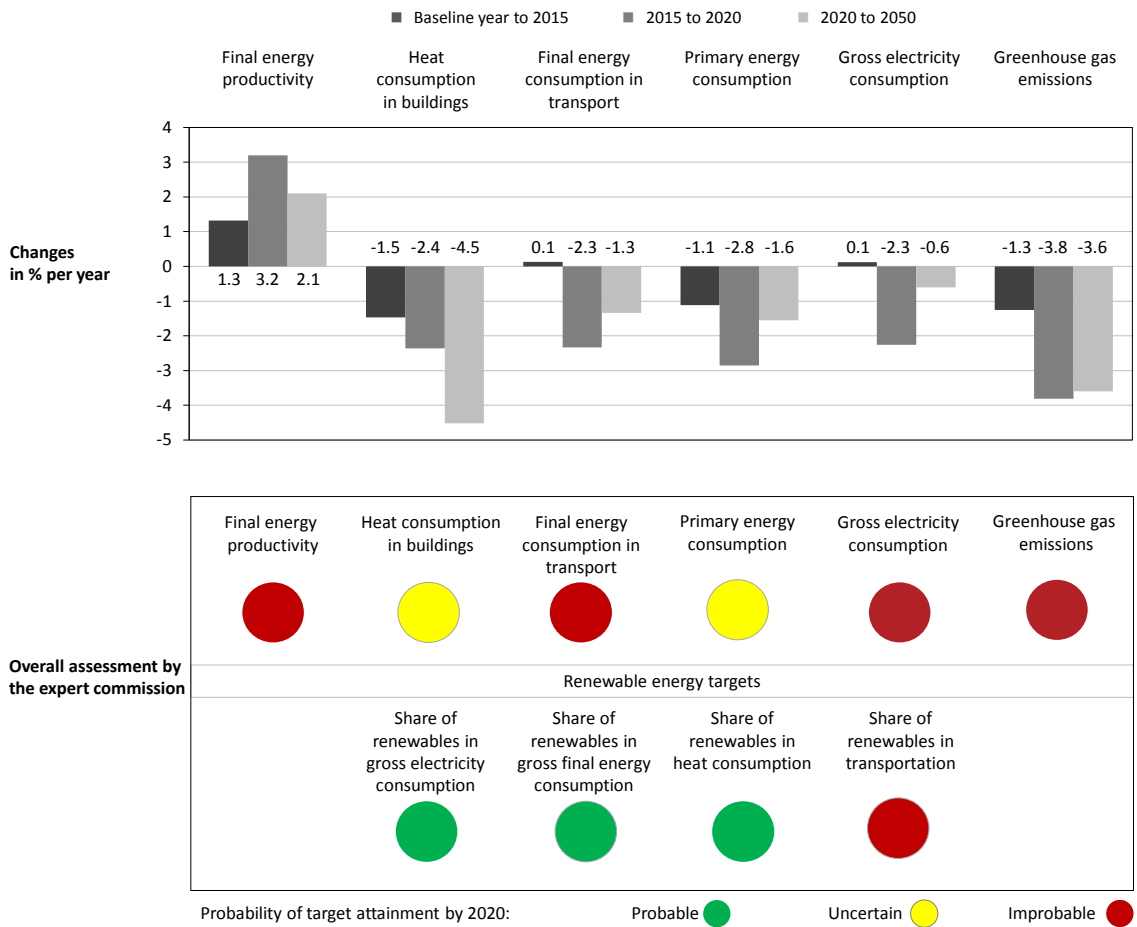 Baseline year to 2015 2015 to 2020 2020 to 2050
Final energy
productivity
Heat
consumption
in buildings
Final energy
consumption in
transport
Primary energy
consumption
Gross electricity
consumption
Greenhouse gas
emissions
Changes
in % per year
4
3
2
1
0
-1
-2
-3
-4
-5
1.3 3.2 2.1
-1.5 -2.4 -4.5
0.1 -2.3 -1.3
-1.1 -2.8 -1.6
0.1 -2.3 -0.6
-1.3 -3.8 -3.6
Overall assessment by
the expert commission
Final energy
productivity
Heat consumption
in buildings
Final energy
consumption in
transport
Primary energy
consumption
Gross electricity
consumption
Greenhouse gas
emissions
Renewable energy targets
Share of
renewables in
gross electricity
consumption
Share of
renewables in
gross final energy
consumption
Share of
renewables in
heat consumption
Share of
renewables in
transportation
Probability of target attainment by 2020: Probable Uncertain Improbable